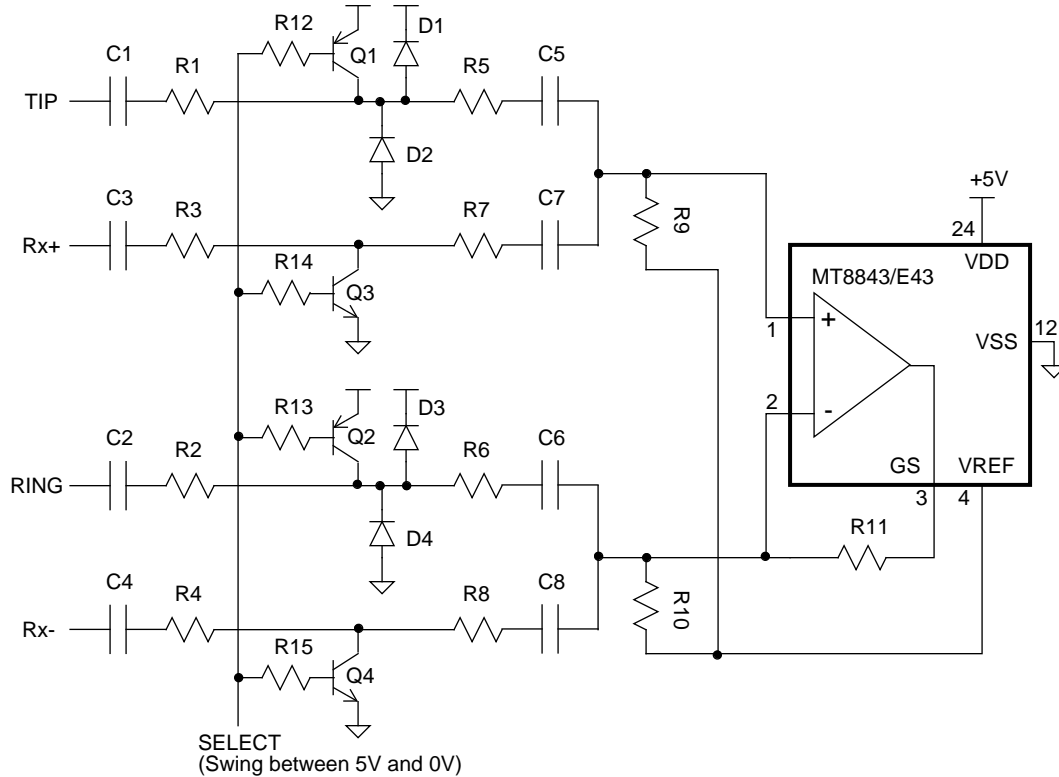 R12
D1
C1
R1
Q1
R5
C5
TIP
D2
+5V
C3
R3
R7
C7
R9
24
Rx+
VDD
R14
MT8843/E43
Q3
+
1
VSS
12
R13
D3
2
-
C2
R2
Q2
R6
C6
GS
VREF
RING
3
4
D4
R11
C4
R4
R8
C8
R10
Rx-
R15
Q4
SELECT
(Swing between 5V and 0V)